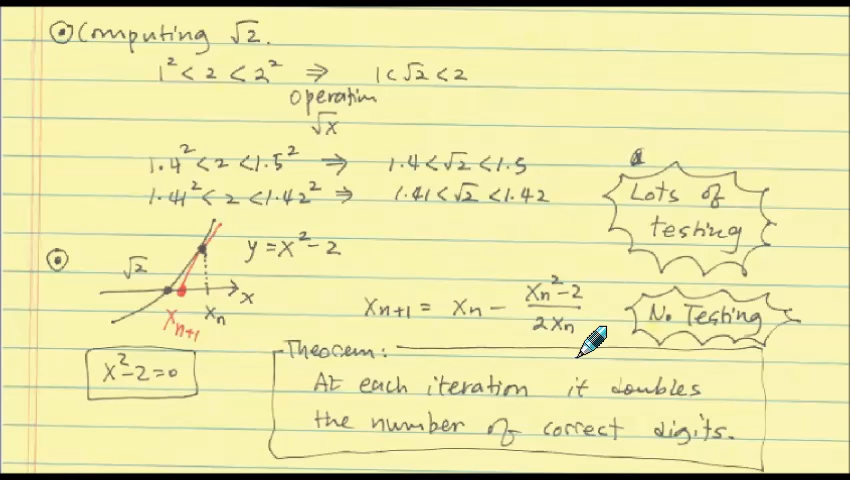 Computing √2.
1² < 2 < 2² ⇒ 1 < √2 < 2
operation
√x
1.4² < 2 < 1.5² ⇒ 1.4 < √2 < 1.5
1.41² < 2 < 1.42² ⇒ 1.41 < √2 < 1.42
Lots of
testing
y = x² - 2
√2
x
xₙ
xₙ₊₁
xₙ₊₁ = xₙ - (xₙ² - 2) / 2xₙ
No Testing
x² - 2 = 0
Theorem:
At each iteration it doubles
the number of correct digits.